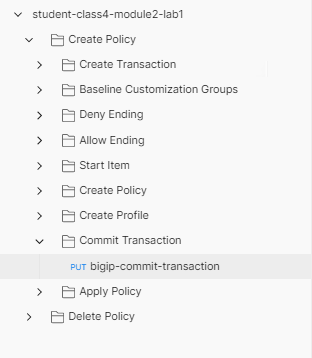 student-class4-module2-lab1
Create Policy
Create Transaction
Baseline Customization Groups
Deny Ending
Allow Ending
Start Item
Create Policy
Create Profile
Commit Transaction
PUT bigip-commit-transaction
Apply Policy
Delete Policy